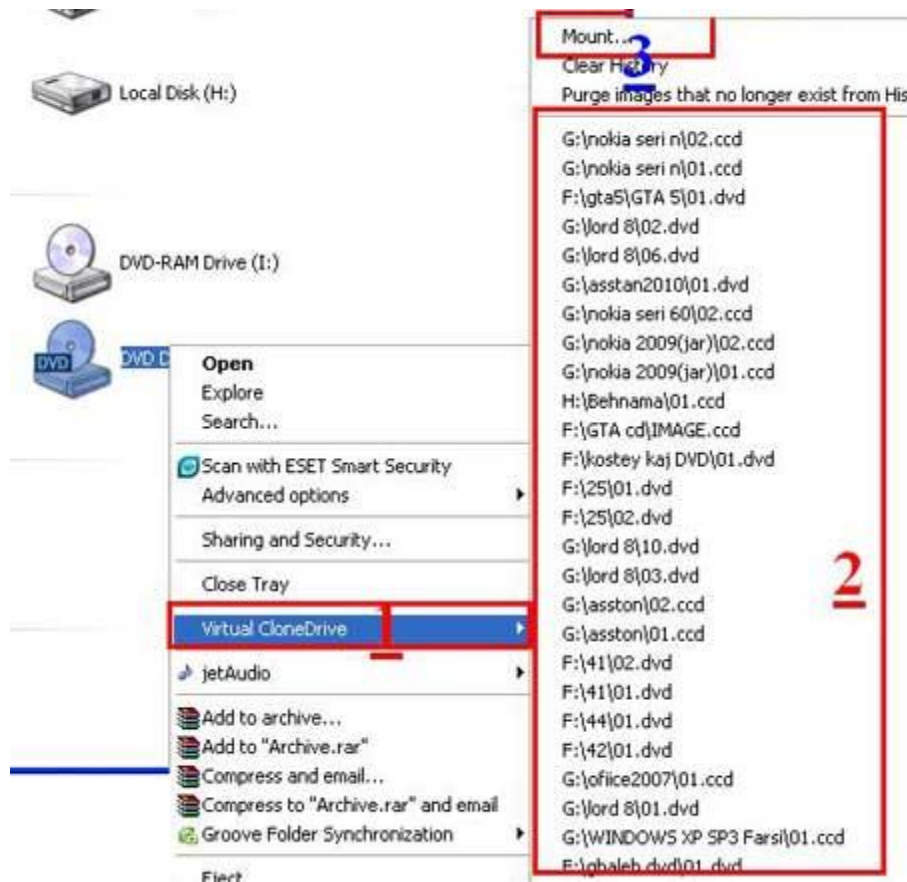 Local Disk (H:)
DVD-RAM Drive (I:)
DVD
DVD D
Open
Explore
Search...
Scan with ESET Smart Security
Advanced options
Sharing and Security...
Close Tray
1
Virtual CloneDrive
jetAudio
Add to archive...
Add to "Archive.rar"
Compress and email...
Compress to "Archive.rar" and email
Groove Folder Synchronization
Eject
Mount...
3
Clear History
Purge images that no longer exist from His
G:\nokia seri n\02.ccd
G:\nokia seri n\01.ccd
F:\gta5\GTA 5\01.dvd
G:\lord 8\02.dvd
G:\lord 8\06.dvd
G:\asstan2010\01.dvd
G:\nokia seri 60\02.ccd
G:\nokia 2009(jar)\02.ccd
G:\nokia 2009(jar)\01.ccd
H:\Behnama\01.ccd
F:\GTA cd\IMAGE.ccd
F:\kostey kaj DVD\01.dvd
F:\25\01.dvd
F:\25\02.dvd
G:\lord 8\10.dvd
G:\lord 8\03.dvd
2
G:\asston\02.ccd
G:\asston\01.ccd
F:\41\02.dvd
F:\41\01.dvd
F:\44\01.dvd
F:\42\01.dvd
G:\ofiice2007\01.ccd
G:\lord 8\01.dvd
G:\WINDOWS XP SP3 Farsi\01.ccd
F:\ghaleb dvd\01.dvd